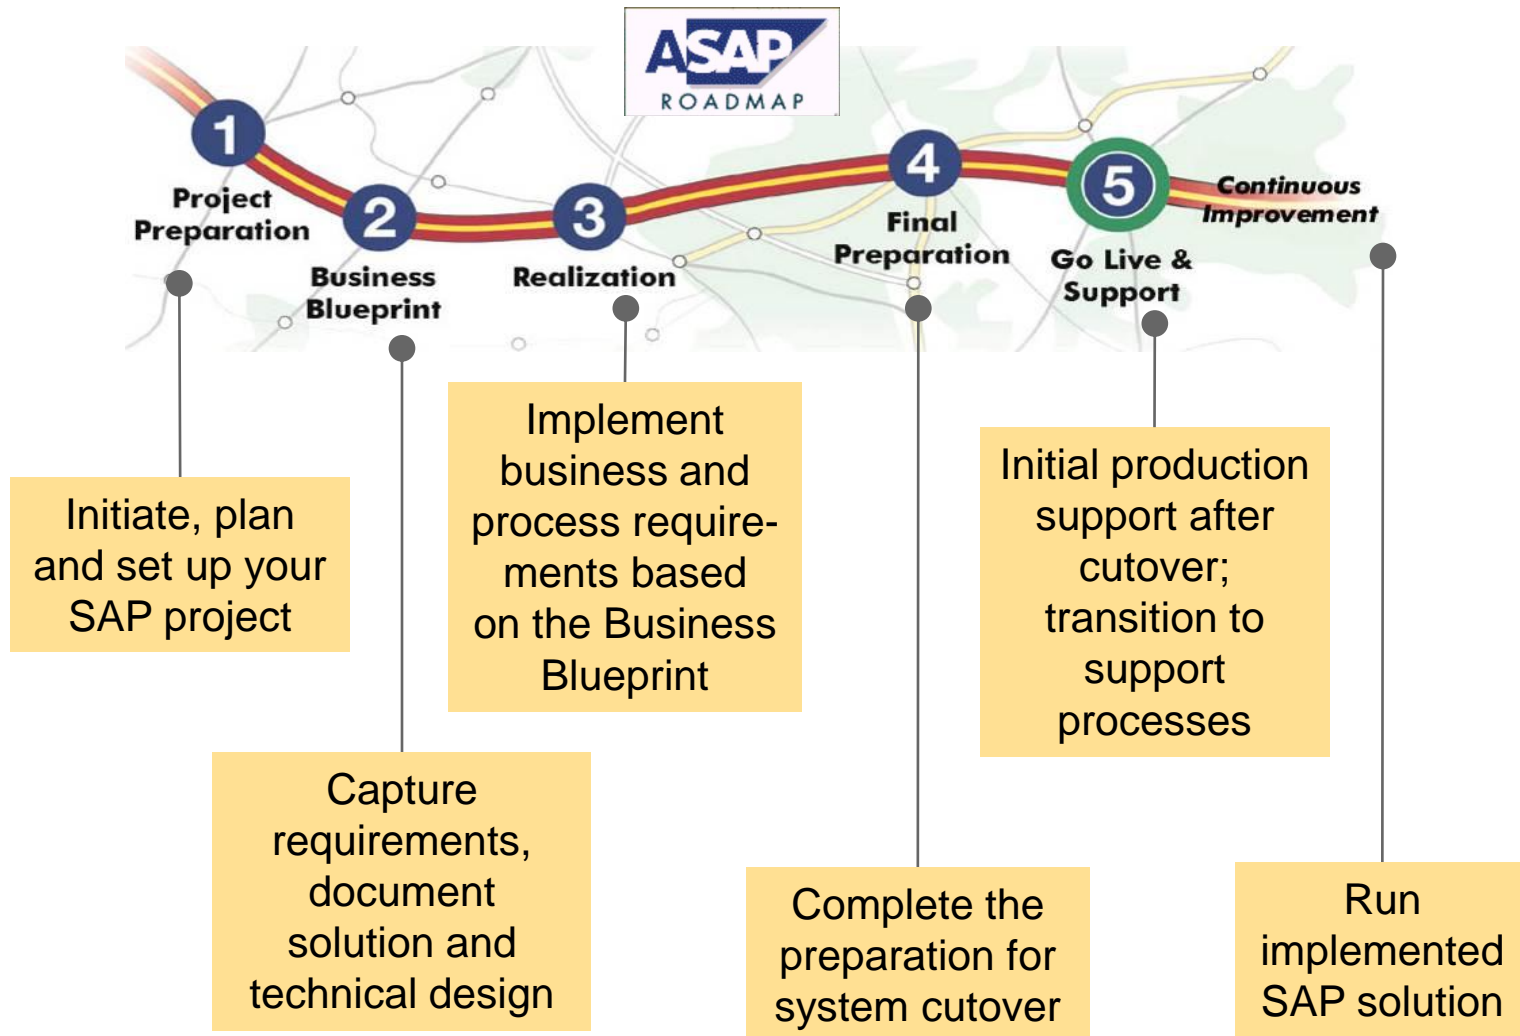 ASAP
ROADMAP
1
Project
Preparation
2
Business
Blueprint
3
Realization
4
Final
Preparation
5
Go Live &
Support
Continuous
Improvement
Initiate, plan
and set up your
SAP project
Capture
requirements,
document
solution and
technical design
Implement
business and
process require-
ments based
on the Business
Blueprint
Complete the
preparation for
system cutover
Initial production
support after
cutover;
transition to
support
processes
Run
implemented
SAP solution